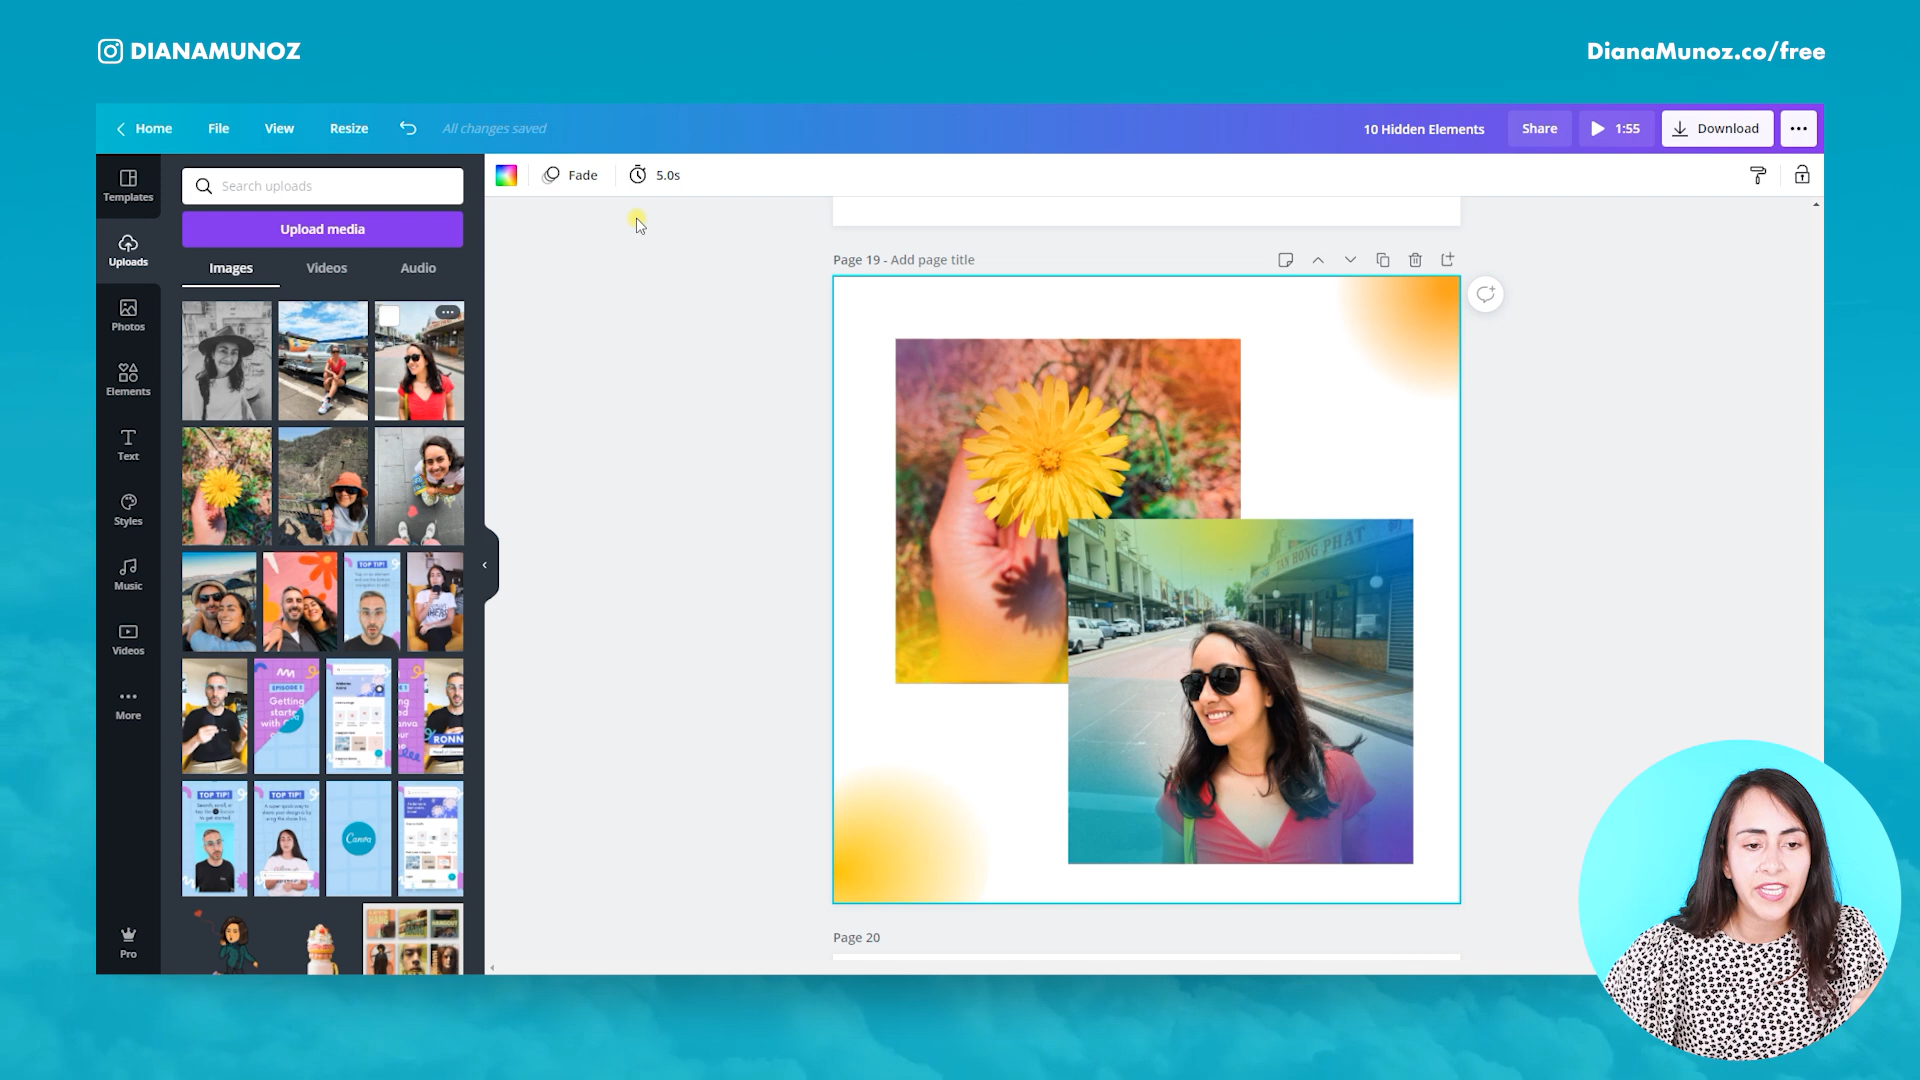 DIANAMUNOZ
DianaMunoz.co/free
Home
File
View
Resize
All changes saved
10 Hidden Elements
Share
1:55
Download
Templates
Uploads
Photos
Elements
Text
Styles
Music
Videos
More
Pro
Search uploads
Upload media
Images
Videos
Audio
TOP TIP!
EPISODE 1
Getting
RONN
TOP TIP!
TOP TIP!
Canva
Fade
5.0s
Page 19 - Add page title
TAN HONG PHAT
Page 20